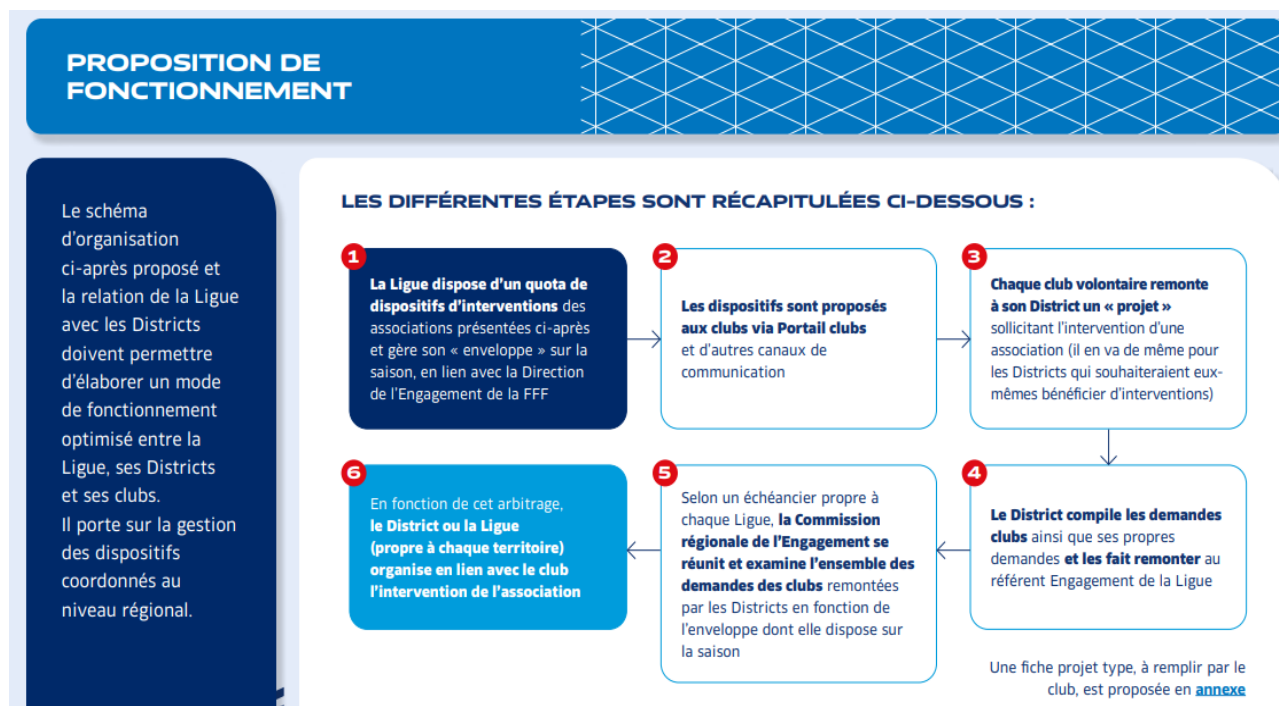 PROPOSITION DE
FONCTIONNEMENT
Le schéma
d'organisation
ci-après proposé et
la relation de la Ligue
avec les Districts
doivent permettre
d'élaborer un mode
de fonctionnement
optimisé entre la
Ligue, ses Districts
et ses clubs.
Il porte sur la gestion
des dispositifs
coordonnés au
niveau régional.
LES DIFFÉRENTES ÉTAPES SONT RÉCAPITULÉES CI-DESSOUS :
1
La Ligue dispose d'un quota de
dispositifs d'interventions des
associations présentées ci-après
et gère son « enveloppe » sur la
saison, en lien avec la Direction
de l'Engagement de la FFF
2
Les dispositifs sont proposés
aux clubs via Portail clubs
et d'autres canaux de
communication
3
Chaque club volontaire remonte
à son District un « projet »
sollicitant l'intervention d'une
association (il en va de même pour
les Districts qui souhaiteraient eux-
mêmes bénéficier d'interventions)
4
Le District compile les demandes
clubs ainsi que ses propres
demandes et les fait remonter au
référent Engagement de la Ligue
5
Selon un échéancier propre à
chaque Ligue, la Commission
régionale de l'Engagement se
réunit et examine l'ensemble des
demandes des clubs remontées
par les Districts en fonction de
l'enveloppe dont elle dispose sur
la saison
6
En fonction de cet arbitrage,
le District ou la Ligue
(propre à chaque territoire)
organise en lien avec le club
l'intervention de l'association
Une fiche projet type, à remplir par le
club, est proposée en annexe